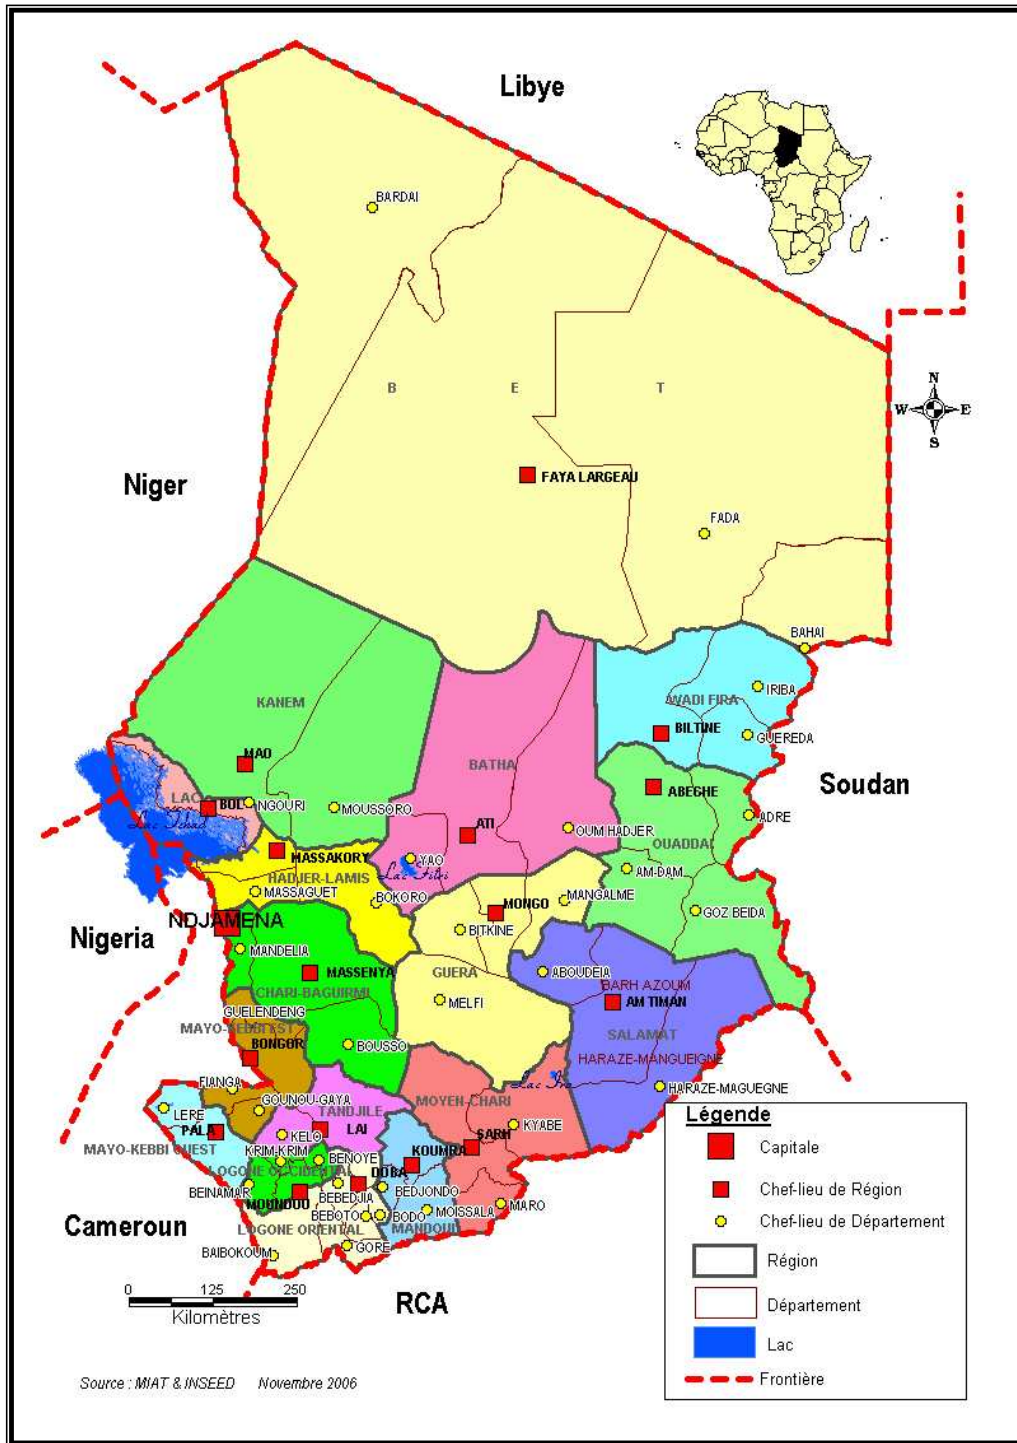 Libye
BARDAI
B E T
N
W E
S
FAYA LARGEAU
Niger
FADA
BAHAI
IRIBA
WADI FIRA
KANEM
BILTINE
GUEREDA
MAO
BATHA
Soudan
ABECHE
LAC
BOL
NGOURI
MOUSSORO
Lac Tchad
ADRE
ATI
OUM HADJER
OUADDAI
MASSAKORY
YAO
Lac Fitri
AM-DAM
HADJER-LAMIS
MASSAGUET
BOKORO
MANGALME
MONGO
GOZ BEIDA
NDJAMENA
BITKINE
Nigeria
MANDELIA
MASSENYA
GUERA
ABOUDEIA
BARH AZOUM
CHARI-BAGUIRMI
MELFI
AM TIMAN
GUELENDENG
MAYO-KEBBI EST
SALAMAT
BONGOR
BOUSSO
HARAZE-MANGUEIGNE
Lac Iro
FIANGA
HARAZE-MAGUEGNE
GOUNOU-GAYA
MOYEN-CHARI
LERE
TANDJILE
KYABE
PALA
LAI
KELO
SARH
MAYO-KEBBI OUEST
KRIM-KRIM
BENOYE
KOUMRA
LOGONE OCCIDENTAL
DOBA
BEINAMAR
BEBEDJIA
BEDJONDO
MOUNDOU
MARO
BEBOTO
BODO
MOISSALA
Cameroun
LOGONE ORIENTAL
MANDOUL
GORE
BAIBOKOUM
RCA
0 125 250
Kilomètres
Légende
Capitale
Chef-lieu de Région
Chef-lieu de Département
Région
Département
Lac
Frontière
Source : MIAT & INSEED Novembre 2006